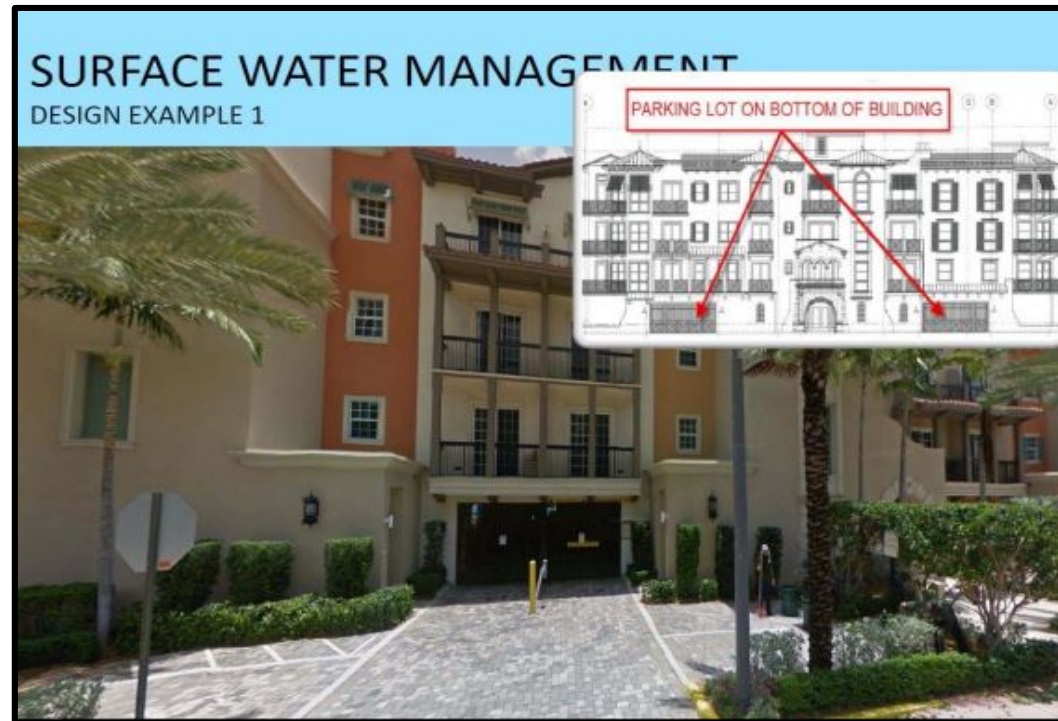 SURFACE WATER MANAGEMENT
DESIGN EXAMPLE 1
PARKING LOT ON BOTTOM OF BUILDING